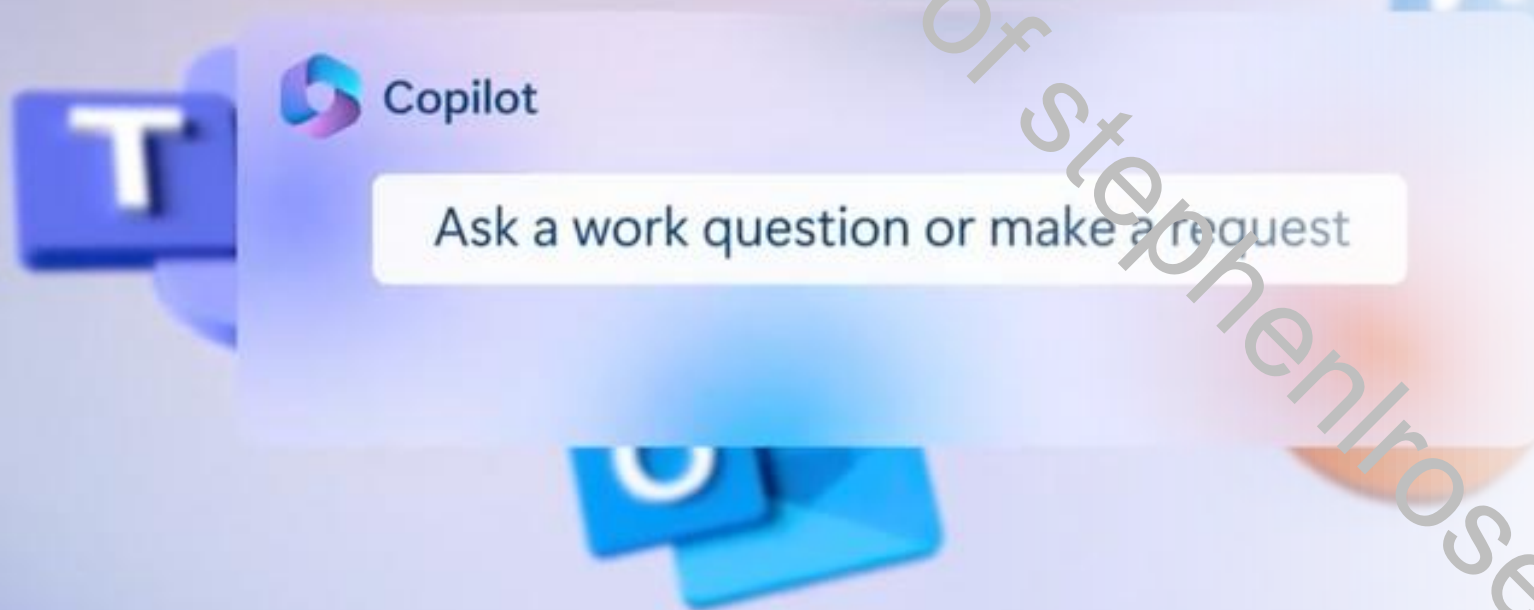 Copilot
T
Ask a work question or make a request
O
of stephenlrose